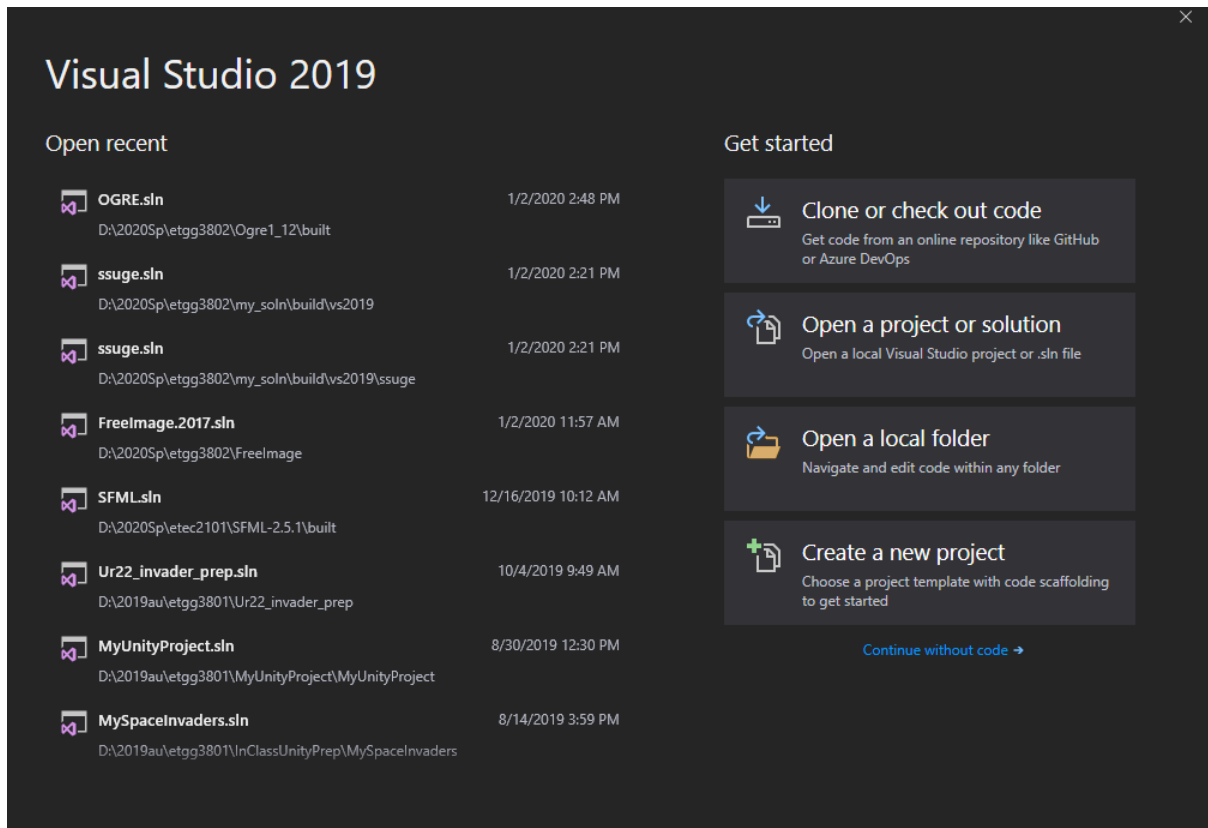 Visual Studio 2019
Open recent
OGRE.sln 1/2/2020 2:48 PM
D:\2020Sp\etgg3802\Ogre1_12\built
ssuge.sln 1/2/2020 2:21 PM
D:\2020Sp\etgg3802\my_soln\build\vs2019
ssuge.sln 1/2/2020 2:21 PM
D:\2020Sp\etgg3802\my_soln\build\vs2019\ssuge
FreeImage.2017.sln 1/2/2020 11:57 AM
D:\2020Sp\etgg3802\FreeImage
SFML.sln 12/16/2019 10:12 AM
D:\2020Sp\etec2101\SFML-2.5.1\built
Ur22_invader_prep.sln 10/4/2019 9:49 AM
D:\2019au\etgg3801\Ur22_invader_prep
MyUnityProject.sln 8/30/2019 12:30 PM
D:\2019au\etgg3801\MyUnityProject\MyUnityProject
MySpaceInvaders.sln 8/14/2019 3:59 PM
D:\2019au\etgg3801\InClassUnityPrep\MySpaceInvaders
Get started
Clone or check out code
Get code from an online repository like GitHub
or Azure DevOps
Open a project or solution
Open a local Visual Studio project or .sln file
Open a local folder
Navigate and edit code within any folder
Create a new project
Choose a project template with code scaffolding
to get started
Continue without code →